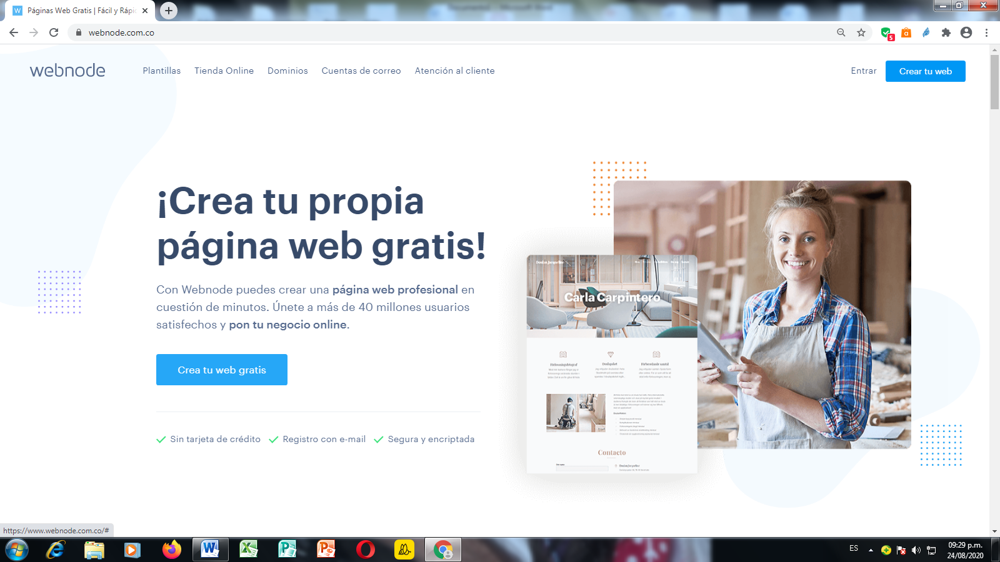 Páginas Web Gratis | Fácil y Rápid
webnode.com.co
5
webnode
Plantillas
Tienda Online
Dominios
Cuentas de correo
Atención al cliente
Entrar
Crear tu web
¡Crea tu propia
página web gratis!
Con Webnode puedes crear una página web profesional en
cuestión de minutos. Únete a más de 40 millones usuarios
satisfechos y pon tu negocio online.
Crea tu web gratis
Sin tarjeta de crédito
Registro con e-mail
Segura y encriptada
Carla Carpintero
Contacto
https://www.webnode.com.co/#
ES
09:29 p.m.
24/08/2020